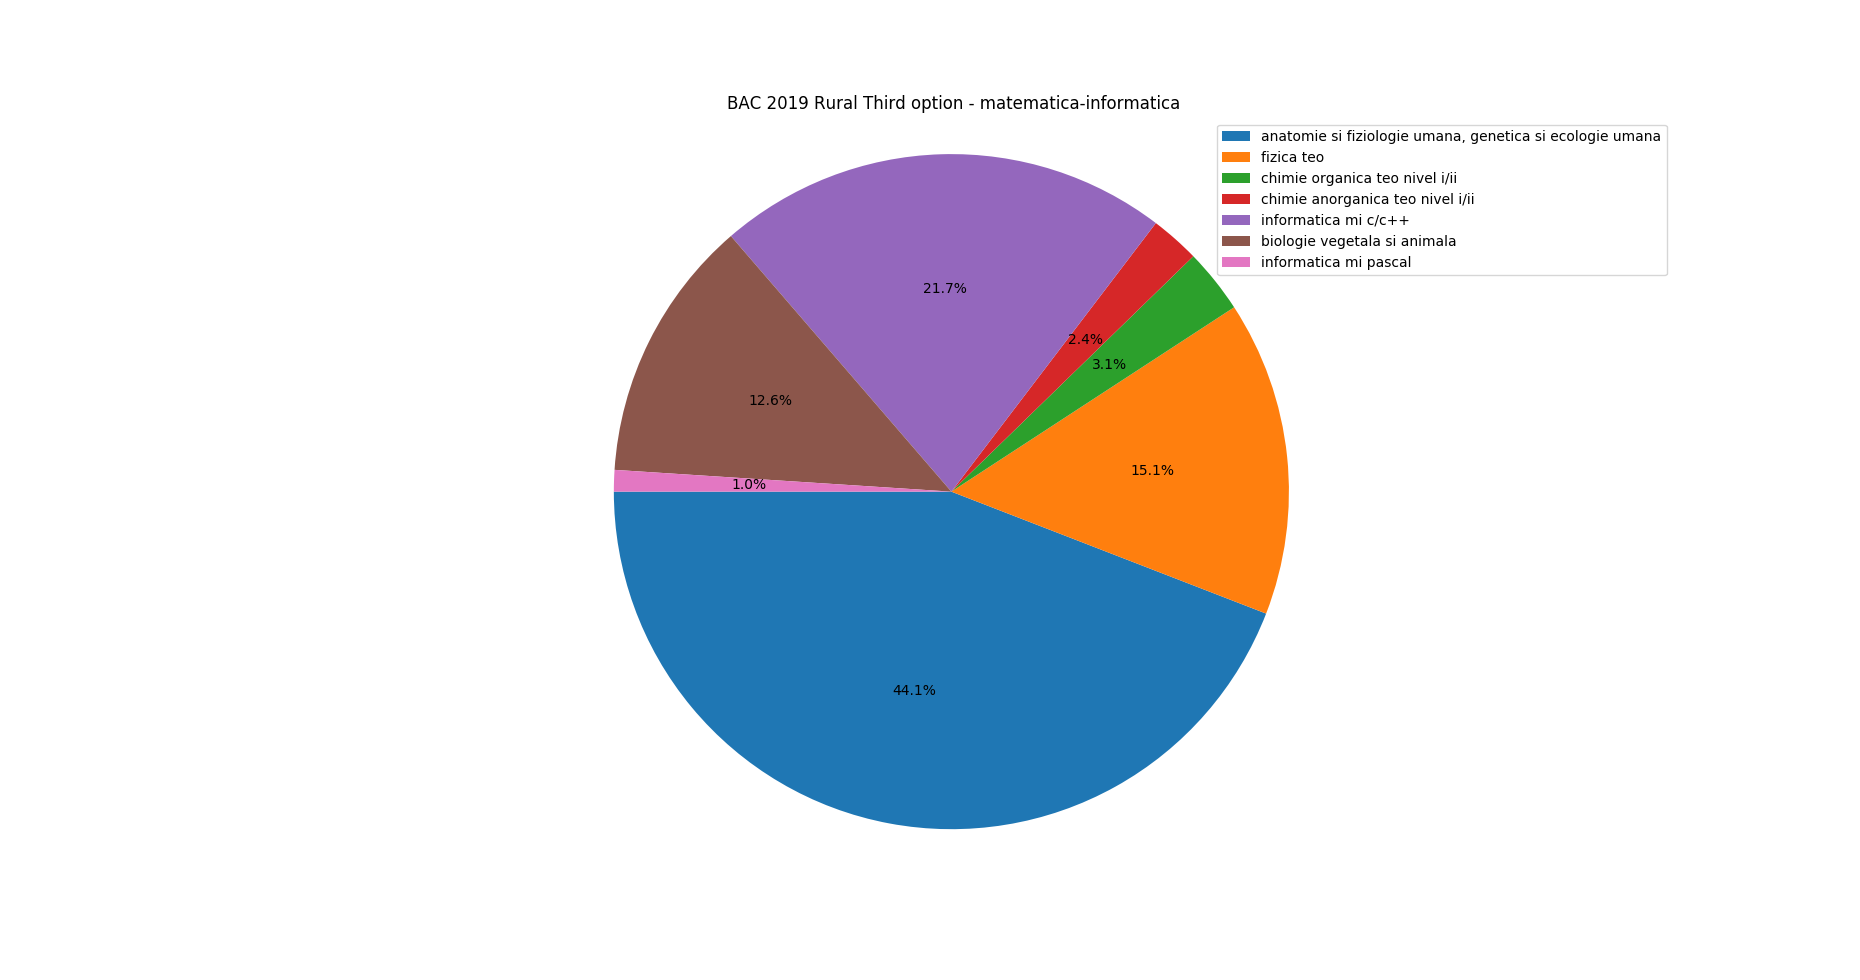 BAC 2019 Rural Third option - matematica-informatica
anatomie si fiziologie umana, genetica si ecologie umana
fizica teo
chimie organica teo nivel i/ii
chimie anorganica teo nivel i/ii
informatica mi c/c++
biologie vegetala si animala
informatica mi pascal
21.7%
2.4%
3.1%
12.6%
15.1%
1.0%
44.1%